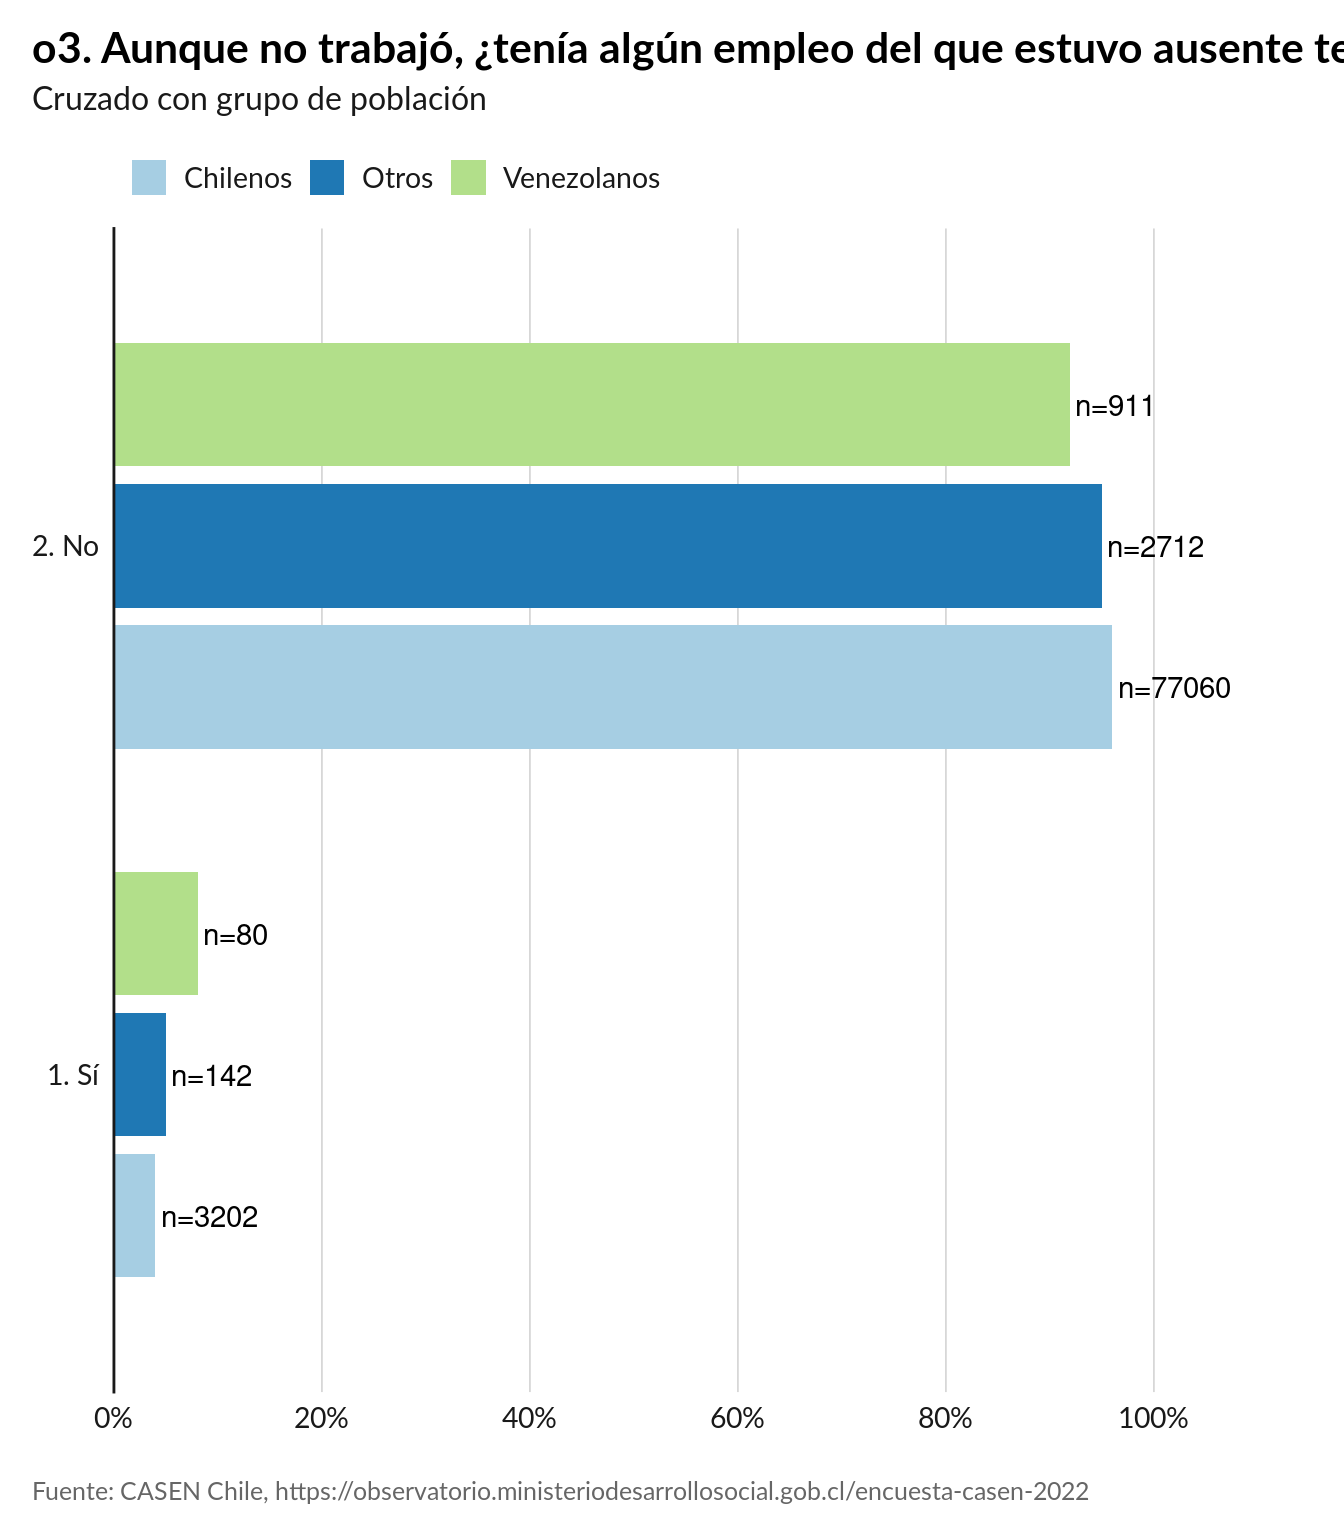 o3. Aunque no trabajó, ¿tenía algún empleo del que estuvo ausente
Cruzado con grupo de población
Chilenos Otros Venezolanos
n=911
2. No n=2712
n=77060
n=80
1. Sí n=142
n=3202
0% 20% 40% 60% 80% 100%
Fuente: CASEN Chile, https://observatorio.ministeriodesarrollosocial.gob.cl/encuesta-casen-2022